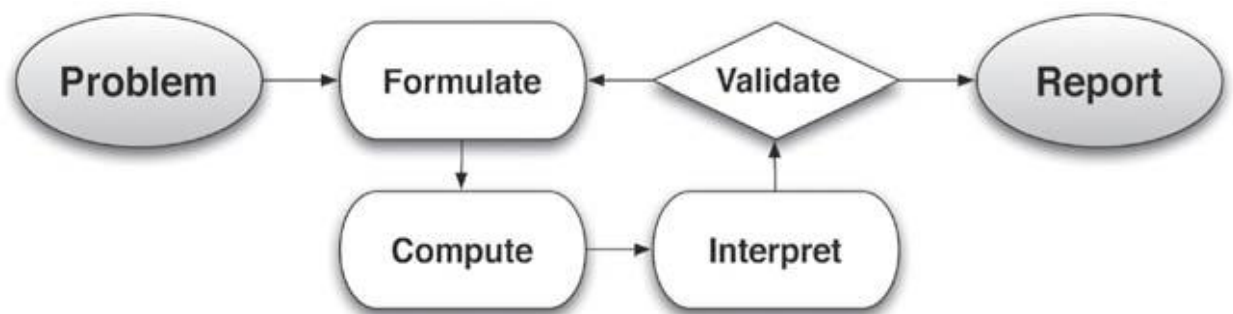 Problem
Formulate
Validate
Report
Compute
Interpret